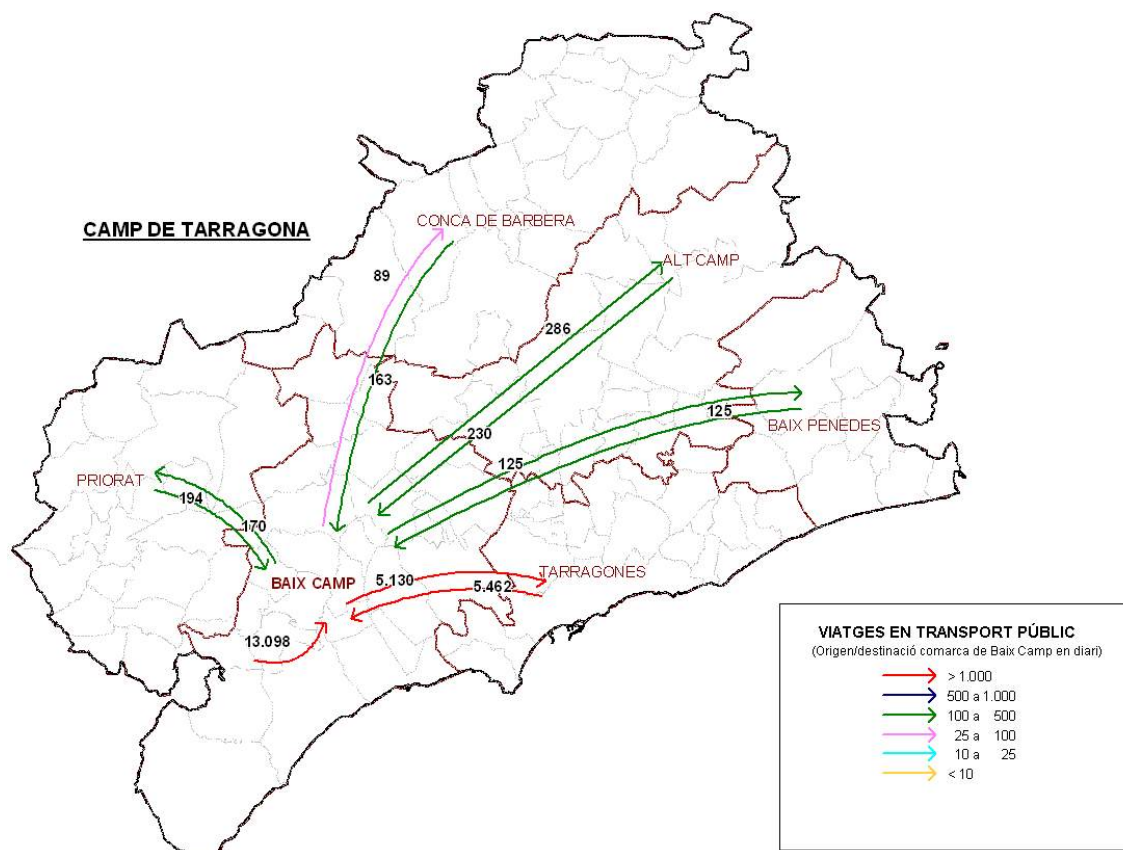 CAMP DE TARRAGONA
CONCA DE BARBERA
ALT CAMP
89
286
163
125
BAIX PENEDES
230
125
PRIORAT
194
170
BAIX CAMP
5.130
TARRAGONES
5.462
13.098
VIATGES EN TRANSPORT PÚBLIC
(Origen/destinació comarca de Baix Camp en diari)
> 1.000
500 a 1.000
100 a 500
25 a 100
10 a 25
< 10